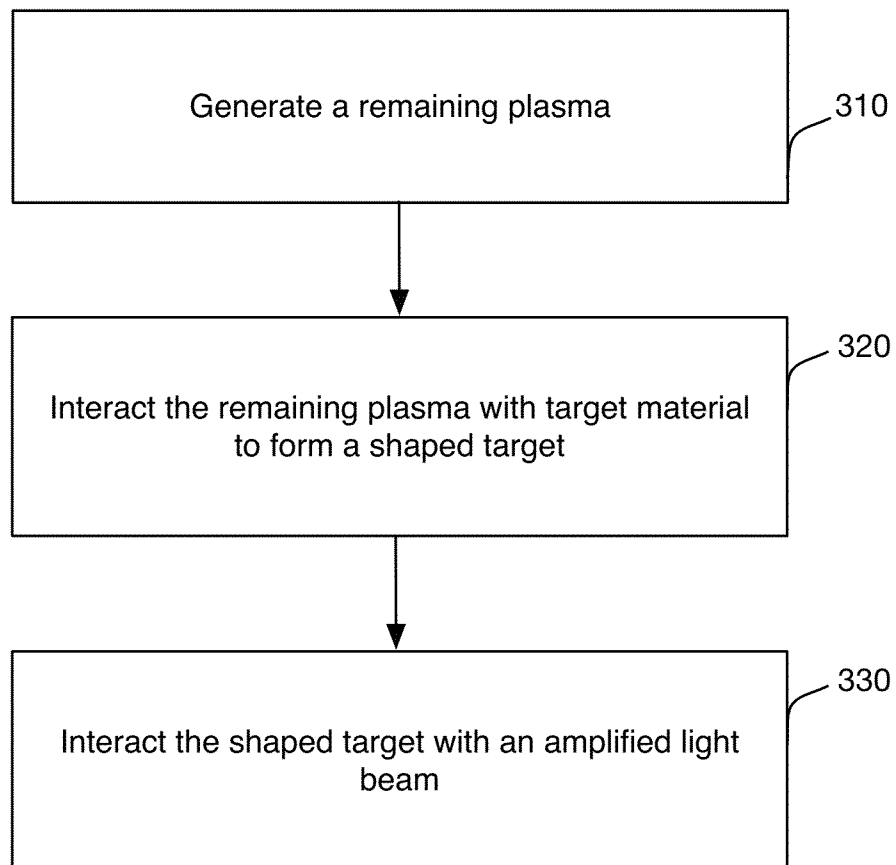 Generate a remaining plasma
310
Interact the remaining plasma with target material
to form a shaped target
320
Interact the shaped target with an amplified light
beam
330